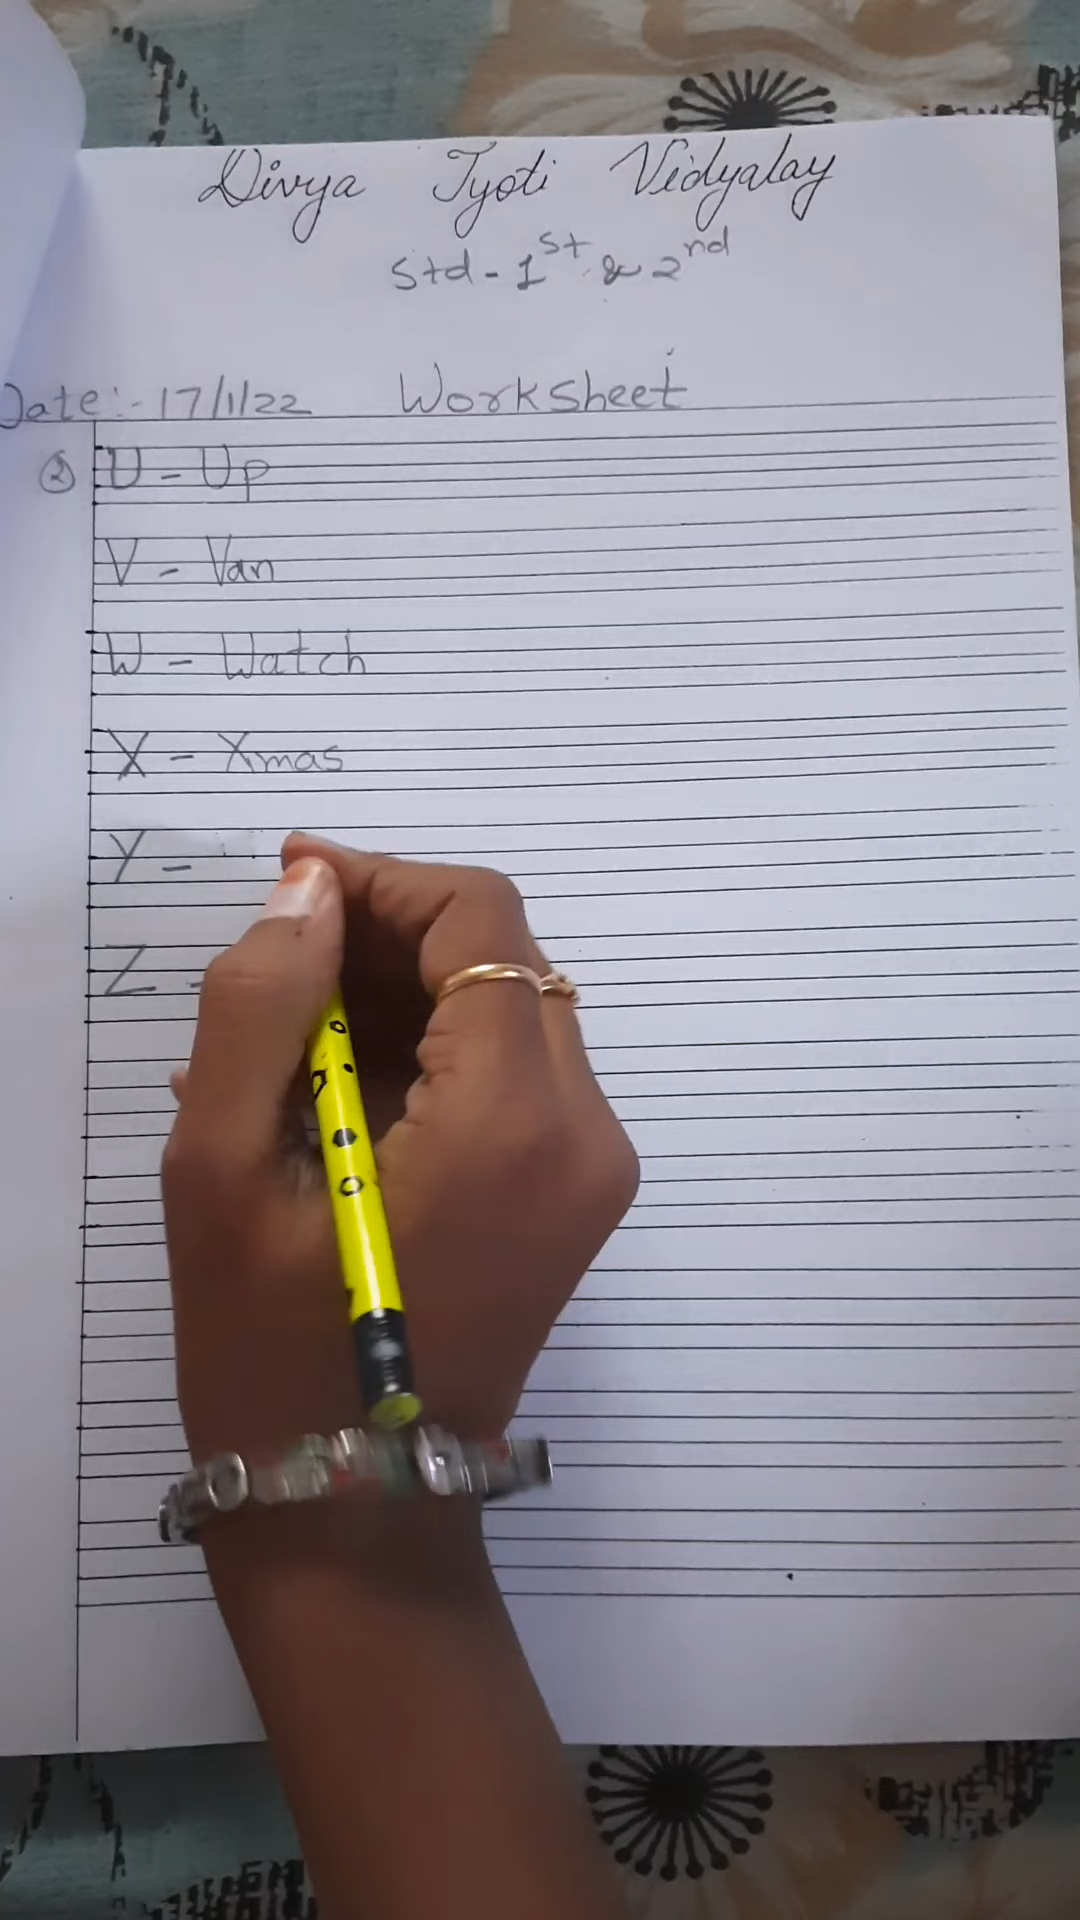 Divya Jyoti Vidyalay
Std - 1st & 2nd
Date:- 17/1/22 Worksheet
② U - Up
V - Van
W - Watch
X - Xmas
Y -
Z -